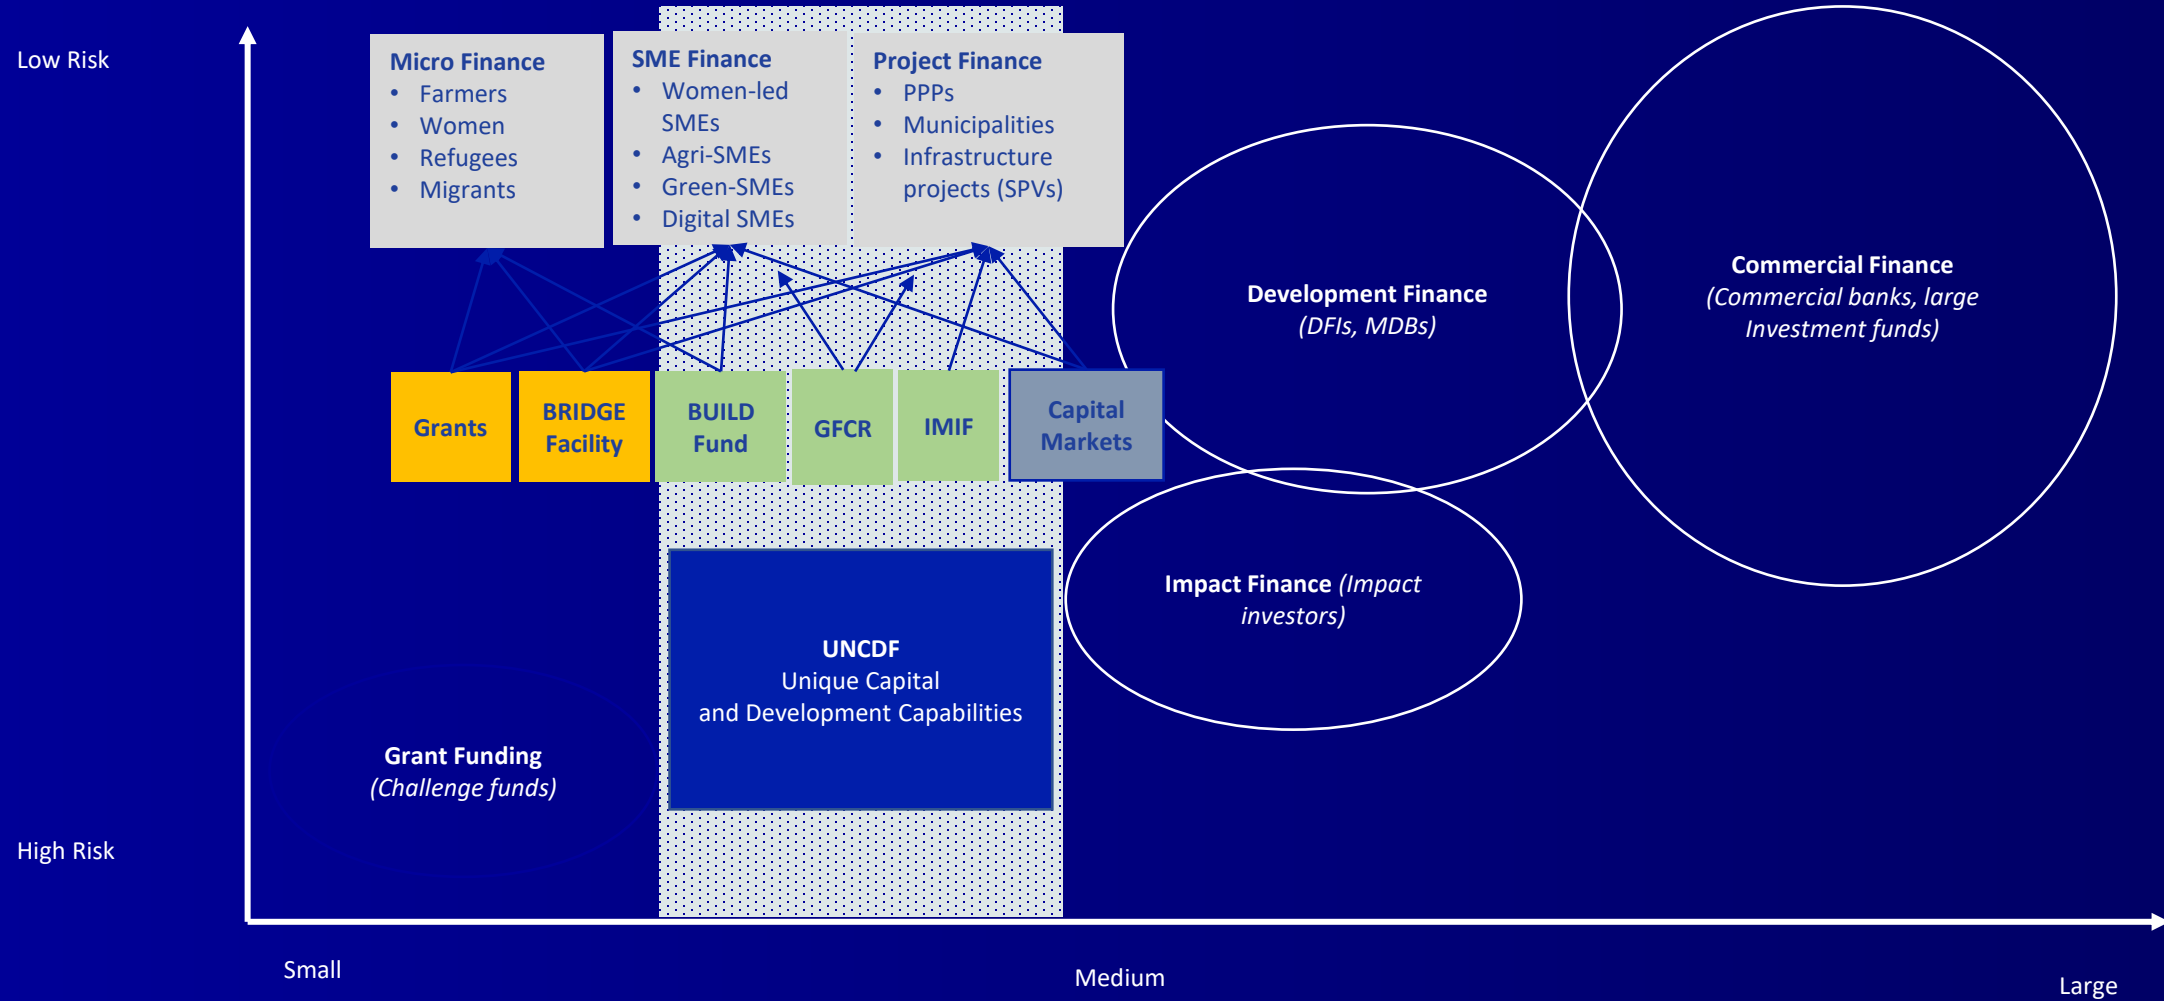 Low Risk
Micro Finance
• Farmers
• Women
• Refugees
• Migrants
SME Finance
• Women-led
SMEs
• Agri-SMEs
• Green-SMEs
• Digital SMEs
Project Finance
• PPPs
• Municipalities
• Infrastructure
projects (SPVs)
Development Finance
(DFIs, MDBs)
Commercial Finance
(Commercial banks, large
Investment funds)
Grants
BRIDGE
Facility
BUILD
Fund
GFCR
IMIF
Capital
Markets
Impact Finance (Impact
investors)
UNCDF
Unique Capital
and Development Capabilities
Grant Funding
(Challenge funds)
High Risk
Small
Medium
Large